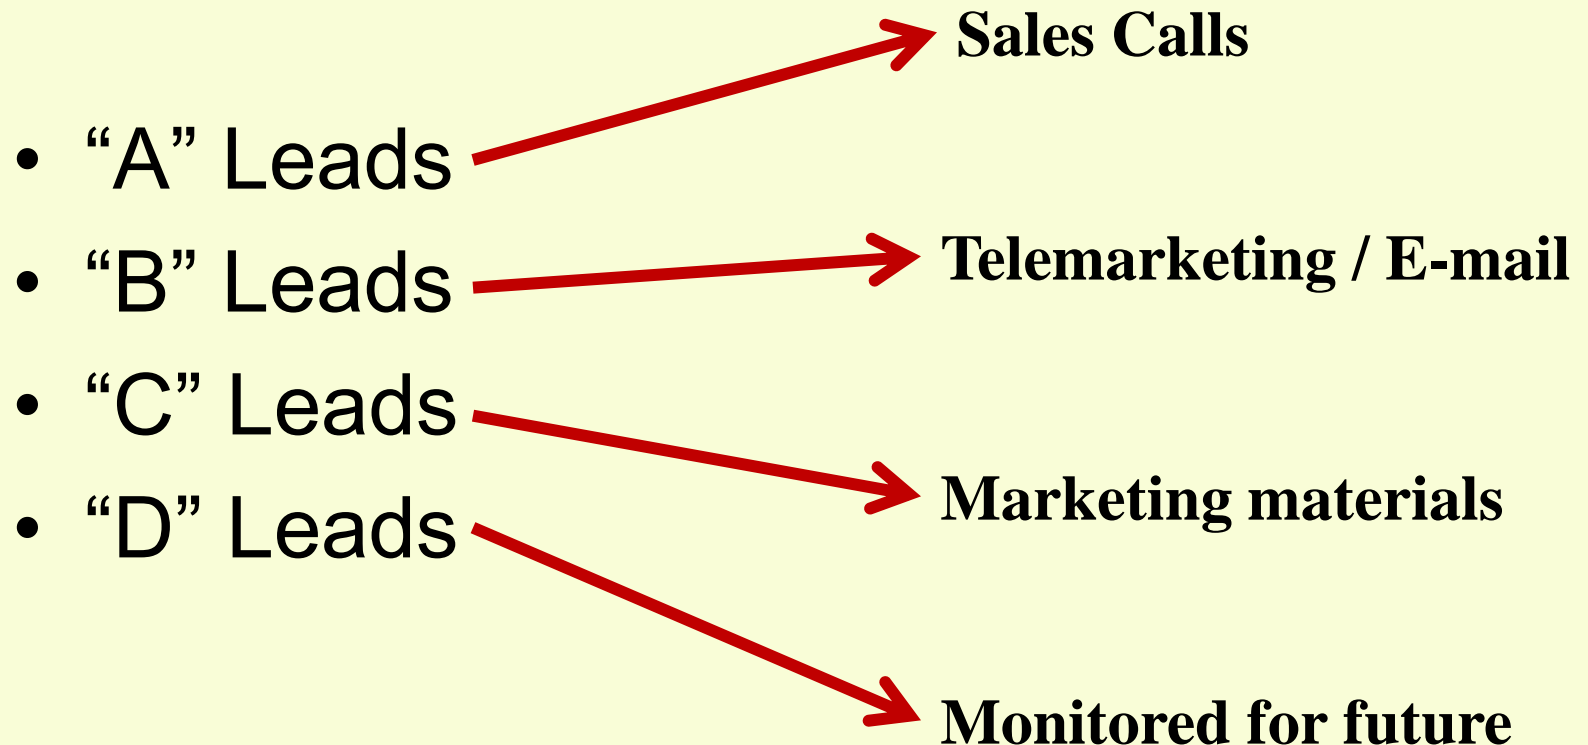 Sales Calls
• “A” Leads
• “B” Leads
Telemarketing / E-mail
• “C” Leads
Marketing materials
• “D” Leads
Monitored for future